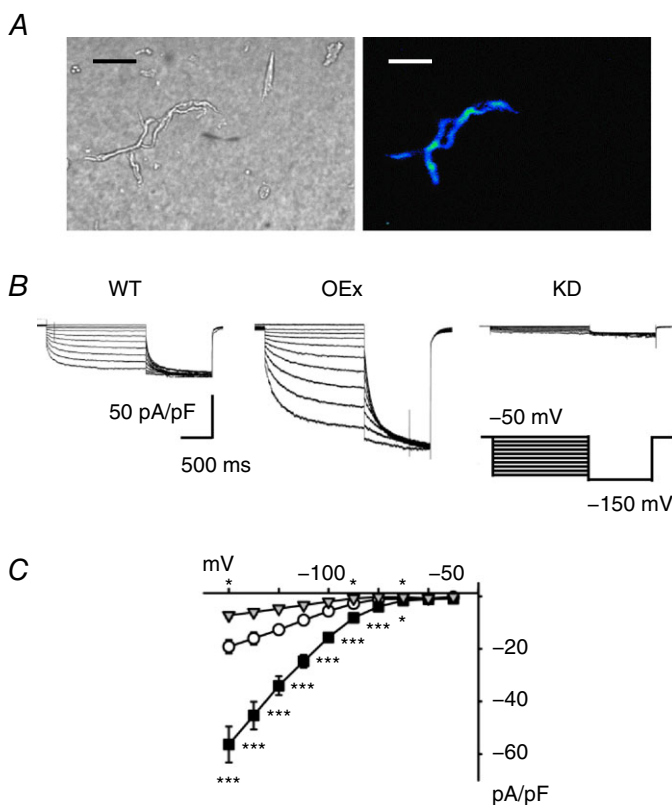 A
B
WT OEx KD
50 pA/pF
500 ms
−50 mV
−150 mV
C
mV −100 −50
* * *
*
***
***
***
***
***
***
***
−20
−40
−60
pA/pF